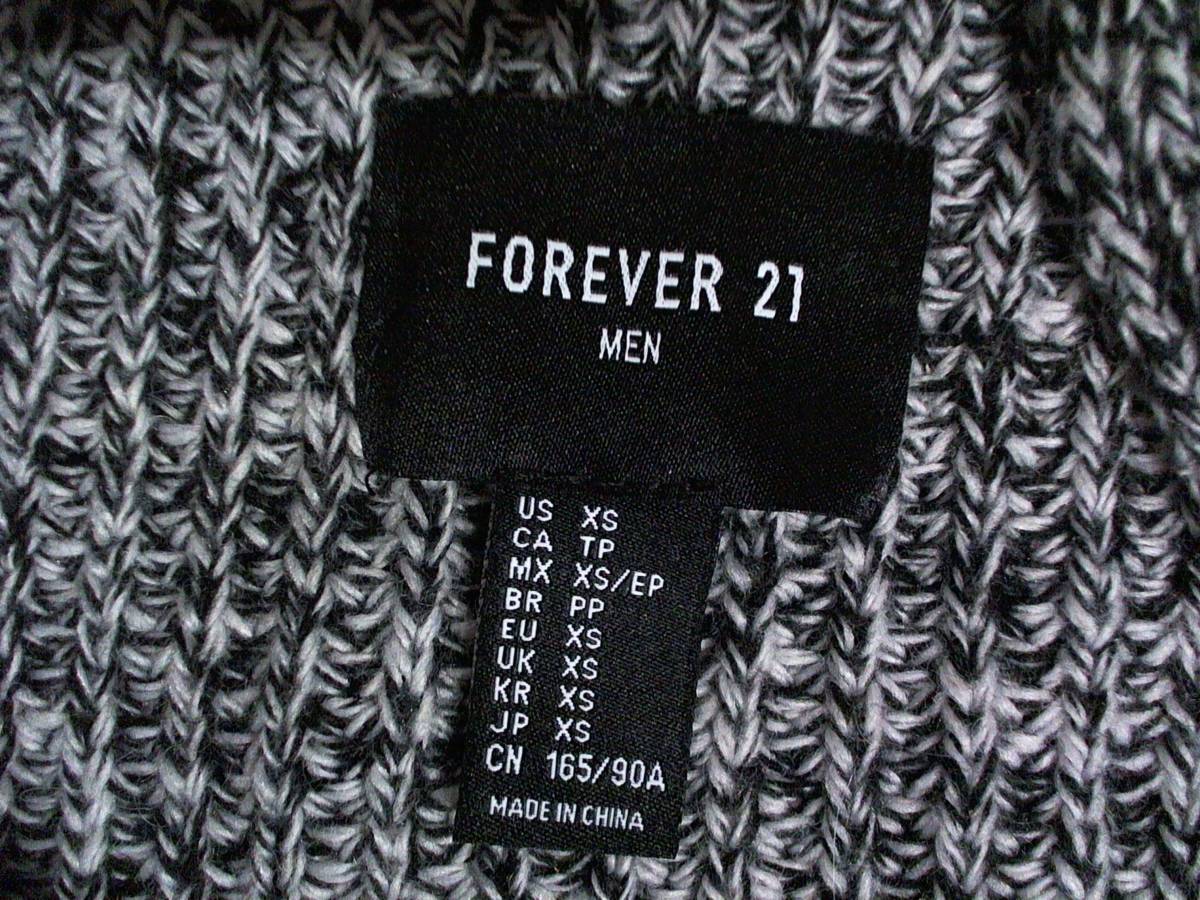 FOREVER 21
MEN
US XS
CA TP
MX XS/EP
BR PP
EU XS
UK XS
KR XS
JP XS
CN 165/90A
MADE IN CHINA